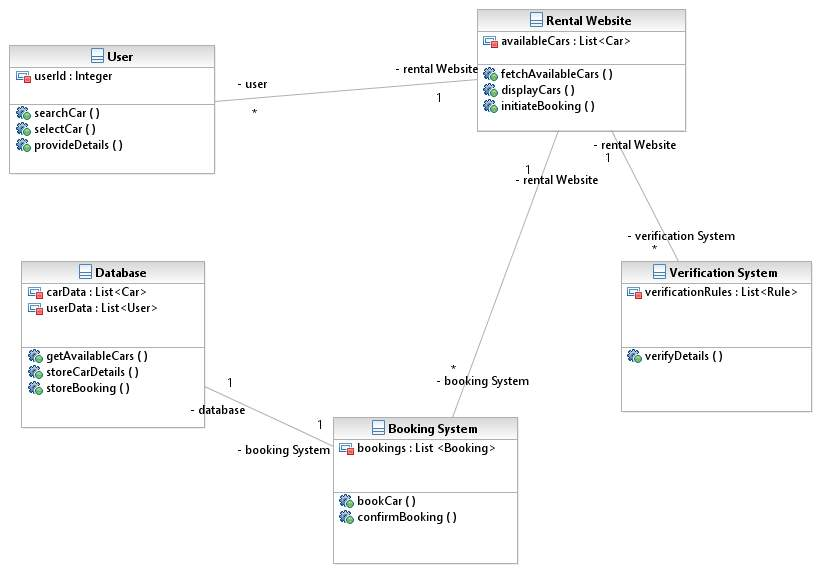 Rental Website
availableCars : List<Car>
fetchAvailableCars ( )
displayCars ( )
initiateBooking ( )
User
userId : Integer
searchCar ( )
selectCar ( )
provideDetails ( )
- user
*
- rental Website
1
- rental Website
1
1
- rental Website
- verification System
*
Database
carData : List<Car>
userData : List<User>
getAvailableCars ( )
storeCarDetails ( )
storeBooking ( )
Verification System
verificationRules : List<Rule>
verifyDetails ( )
*
- booking System
1
- database
1
- booking System
Booking System
bookings : List <Booking>
bookCar ( )
confirmBooking ( )